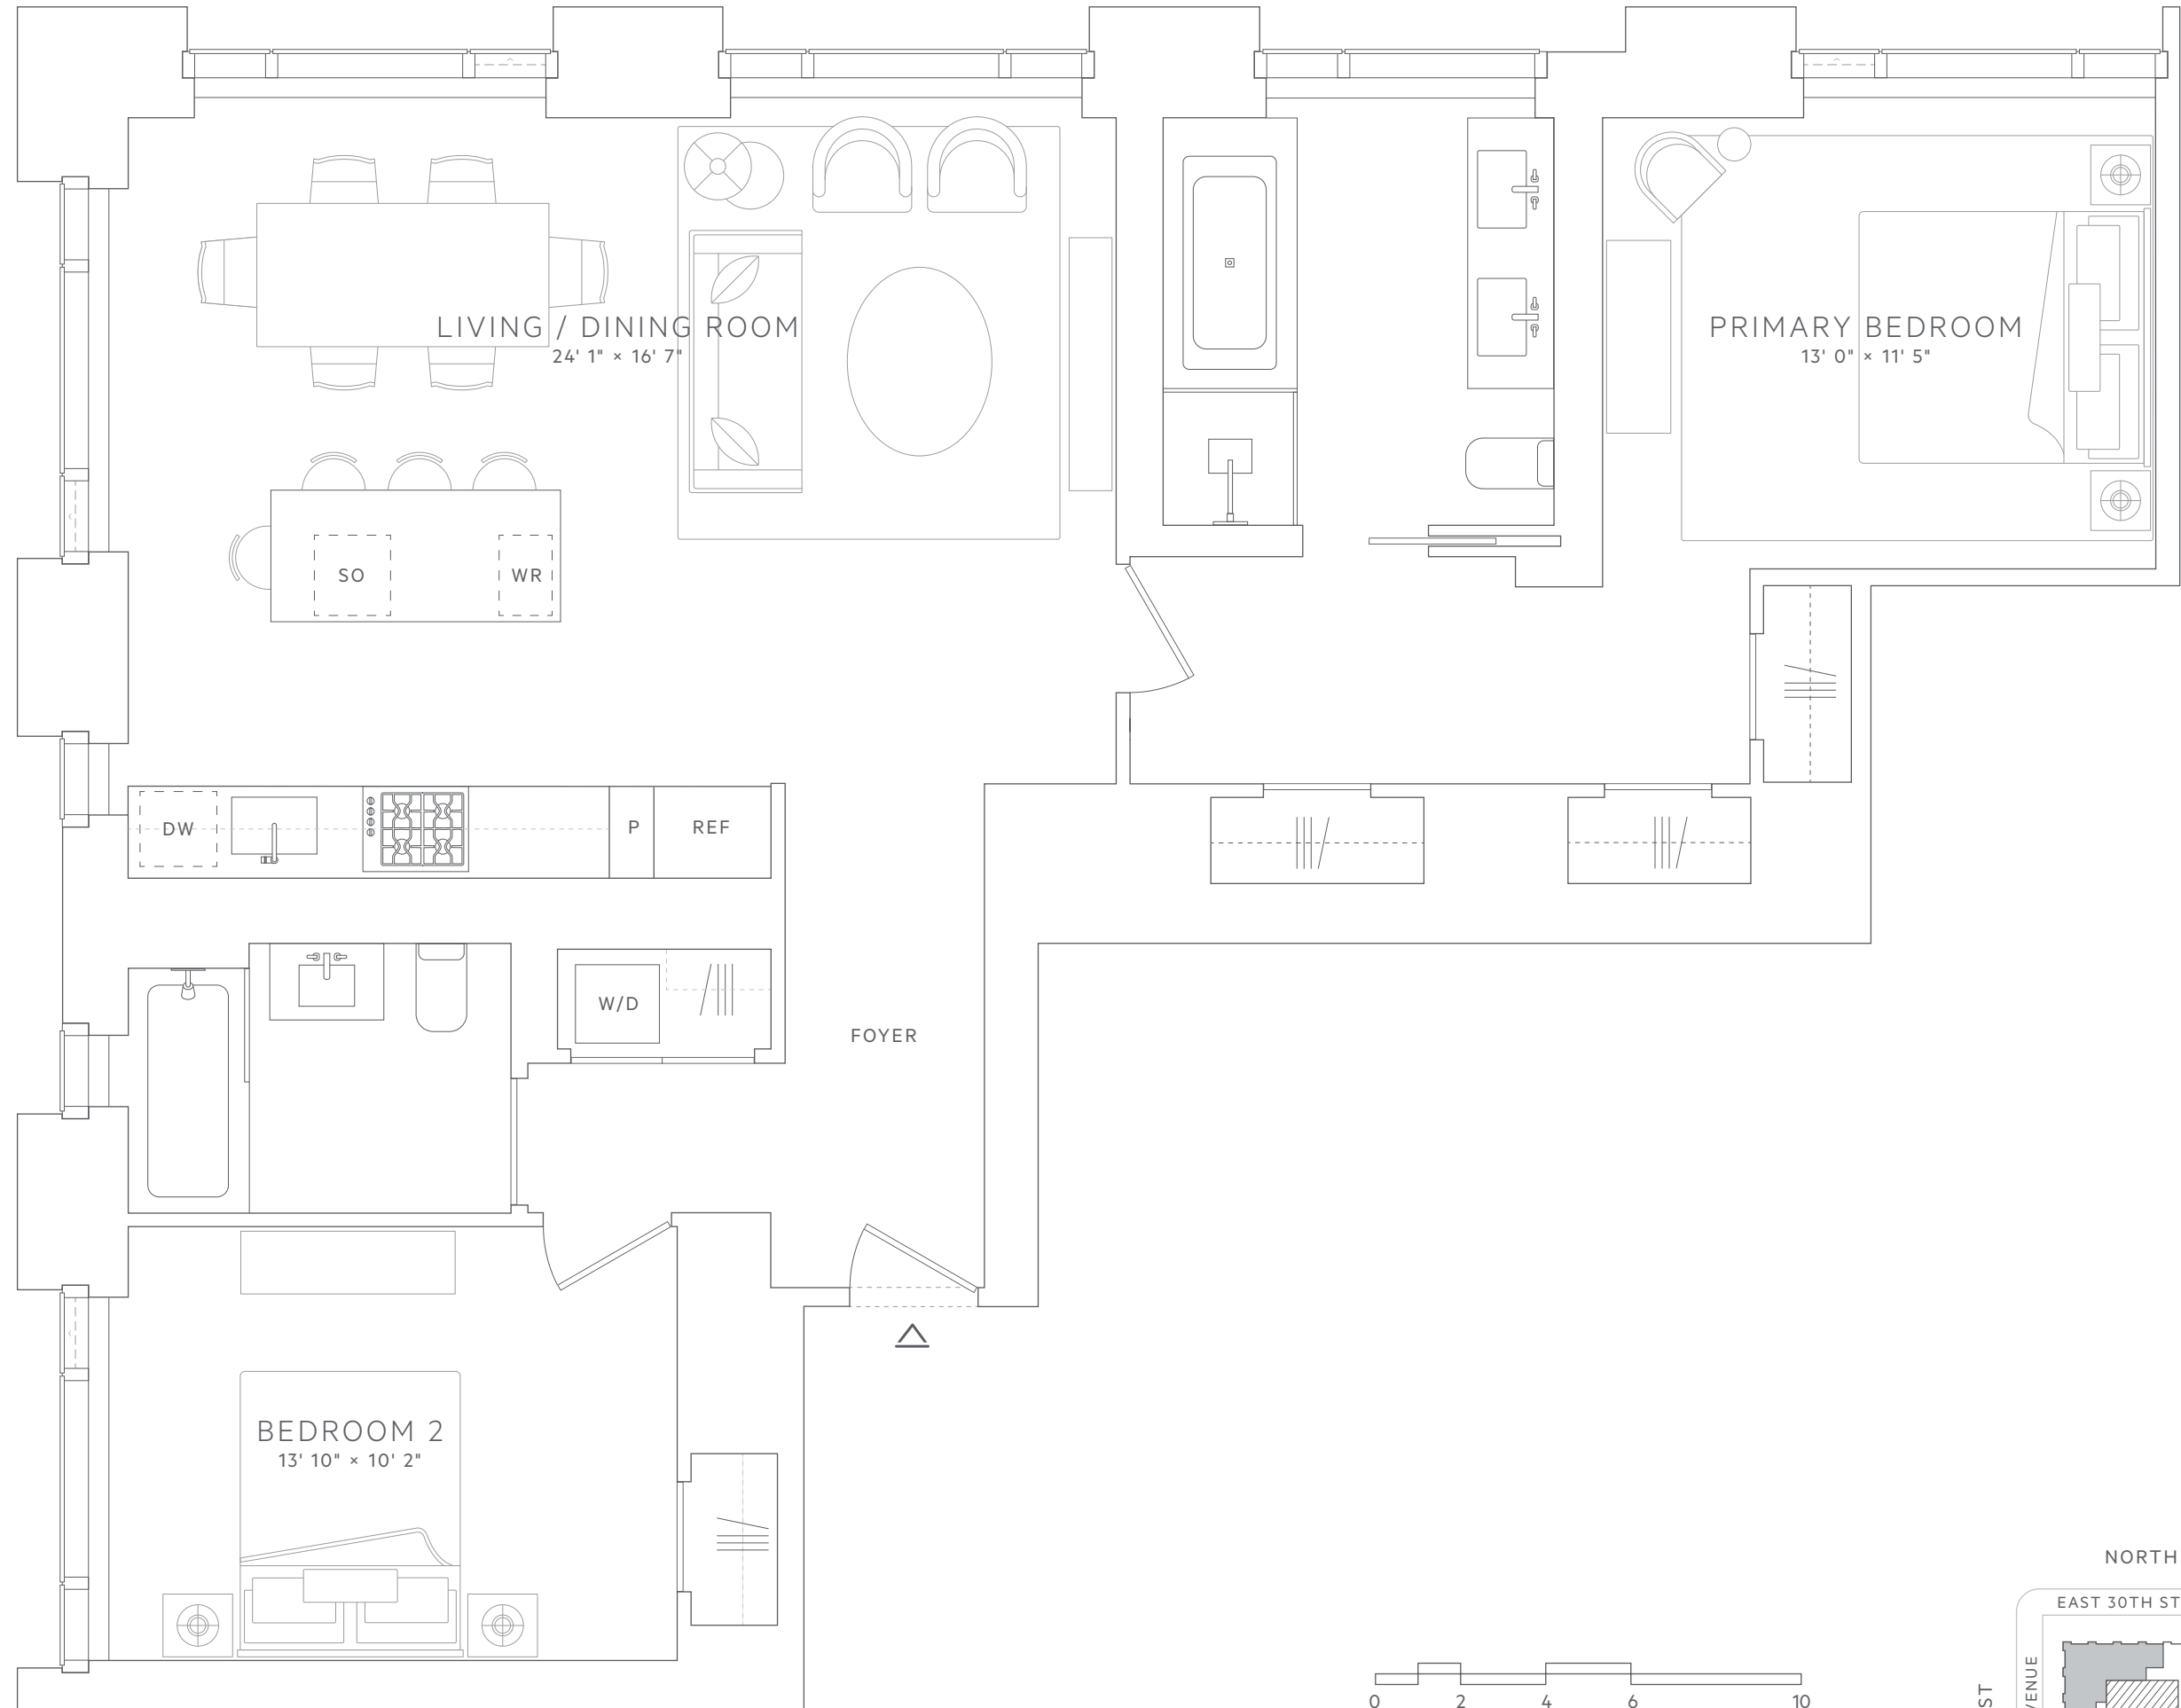 LIVING / DINING ROOM
24' 1" × 16' 7"
PRIMARY BEDROOM
13' 0" × 11' 5"
SO
WR
DW
P
REF
W/D
FOYER
BEDROOM 2
13' 10" × 10' 2"
NORTH
EAST 30TH ST
0 2 4 6 10